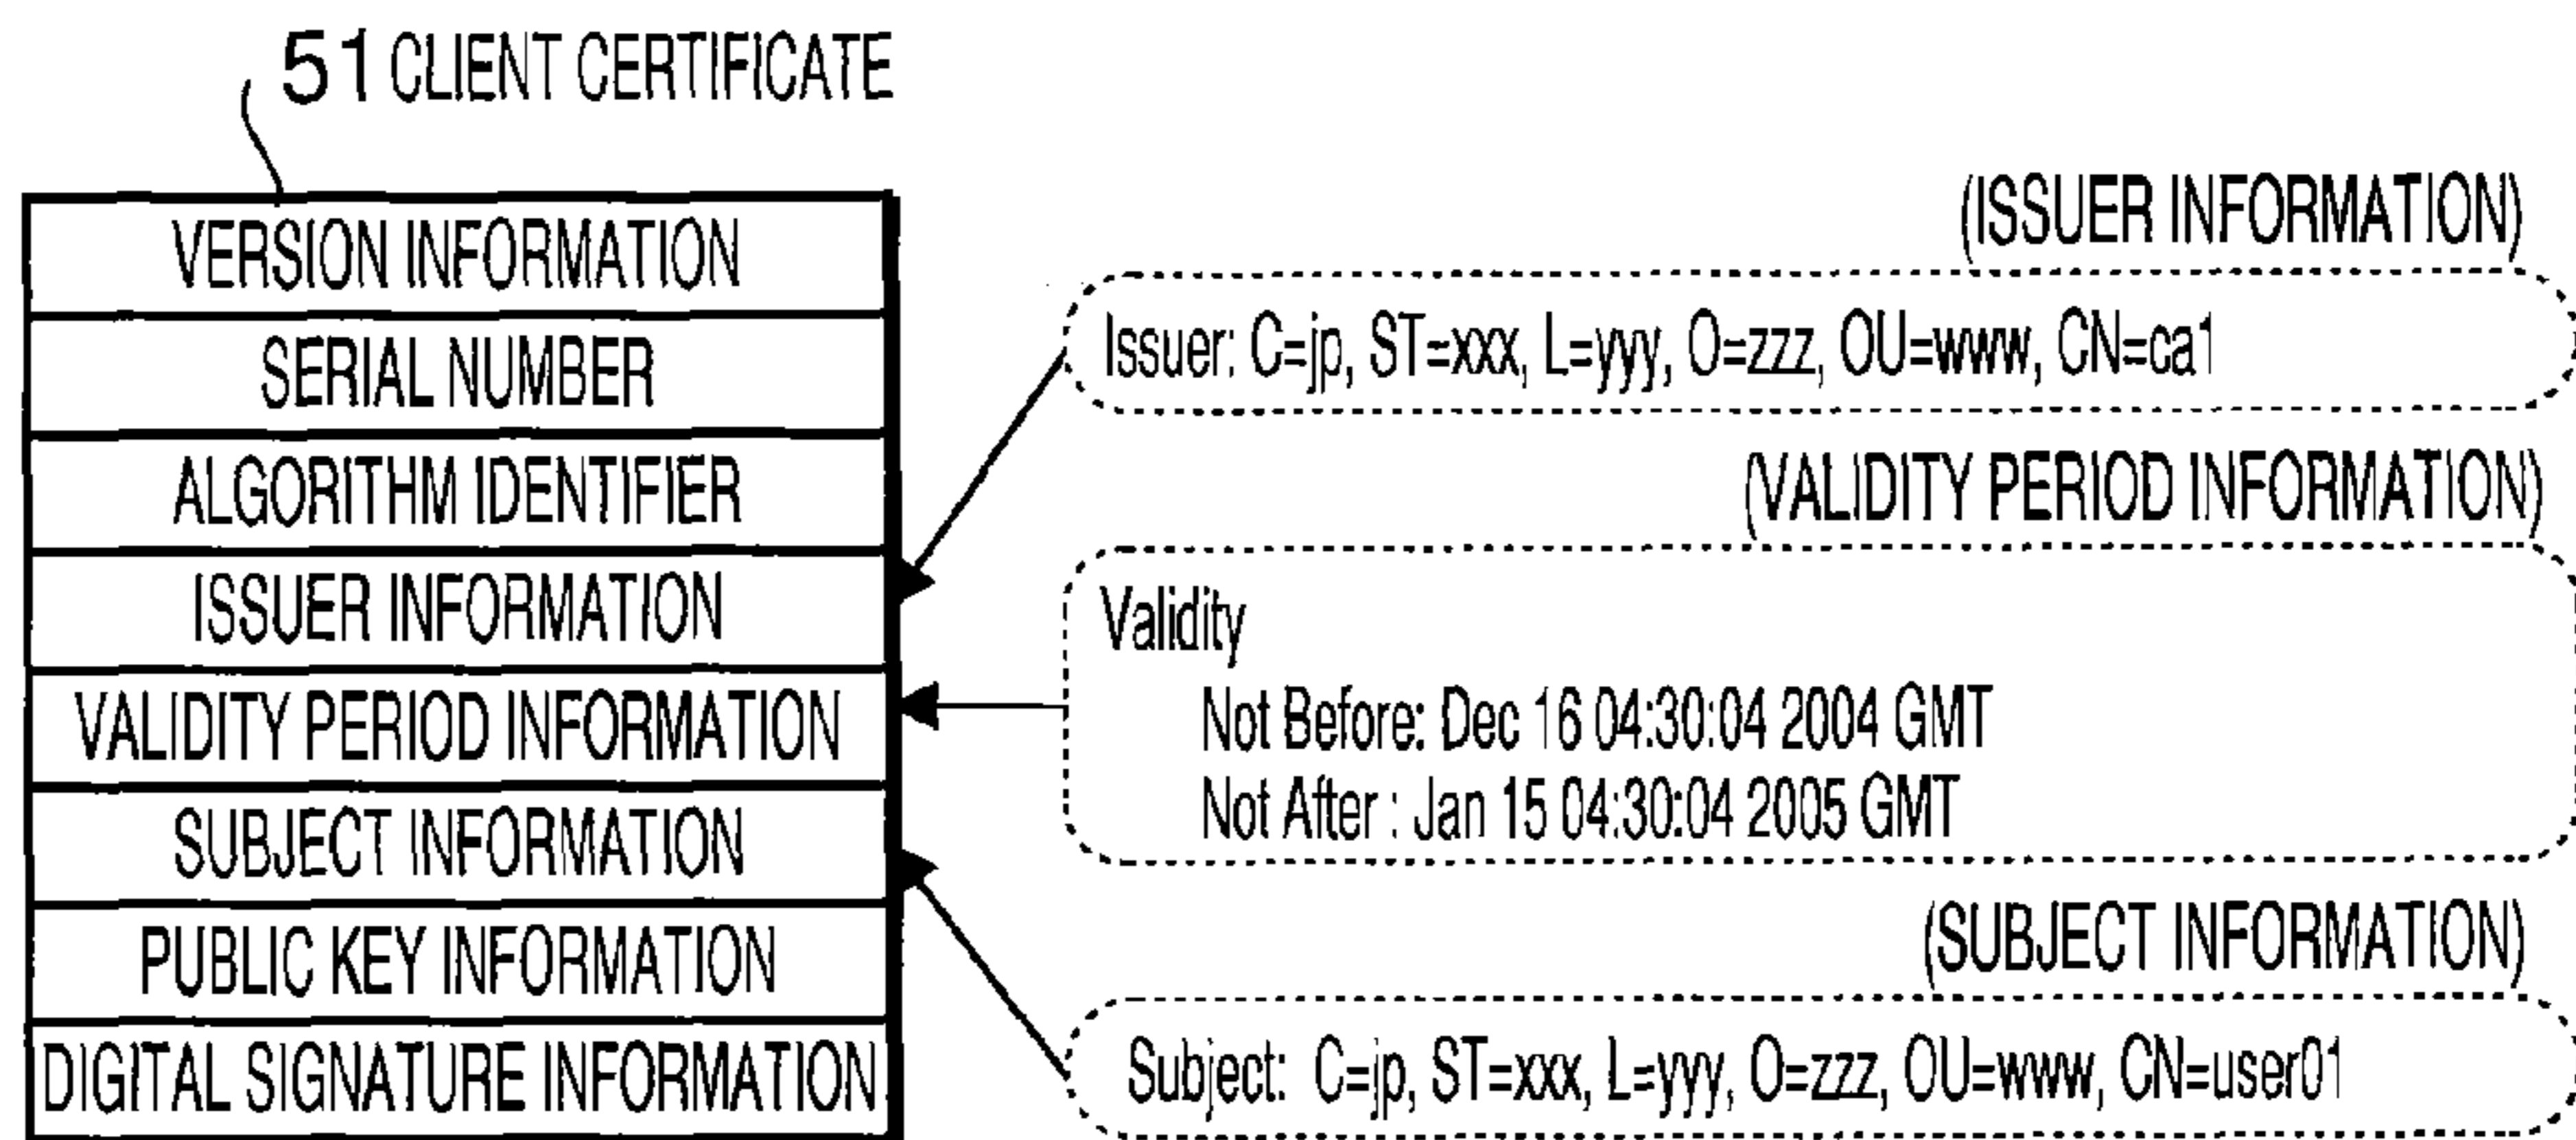 51 CLIENT CERTIFICATE
VERSION INFORMATION
SERIAL NUMBER
ALGORITHM IDENTIFIER
ISSUER INFORMATION
VALIDITY PERIOD INFORMATION
SUBJECT INFORMATION
PUBLIC KEY INFORMATION
DIGITAL SIGNATURE INFORMATION
(ISSUER INFORMATION)
Issuer: C=jp, ST=xxx, L=yyy, O=zzz, OU=www, CN=ca1
(VALIDITY PERIOD INFORMATION)
Validity
Not Before: Dec 16 04:30:04 2004 GMT
Not After : Jan 15 04:30:04 2005 GMT
(SUBJECT INFORMATION)
Subject: C=jp, ST=xxx, L=yyy, O=zzz, OU=www, CN=user01